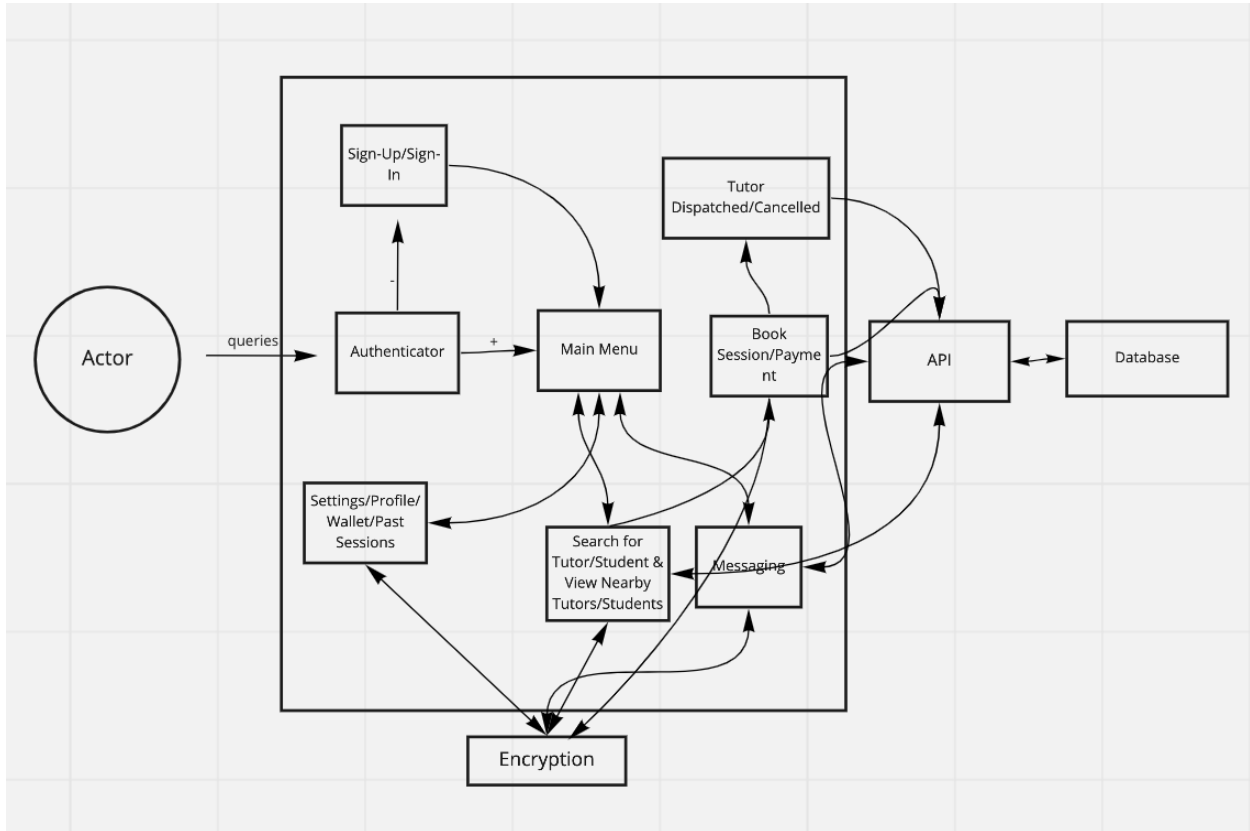 Sign-Up/Sign-
In
Tutor
Dispatched/Cancelled
-
queries
Actor
Authenticator
+
Main Menu
Book
Session/Payme
nt
API
Database
Settings/Profile/
Wallet/Past
Sessions
Search for
Tutor/Student &
View Nearby
Tutors/Students
Messaging
Encryption